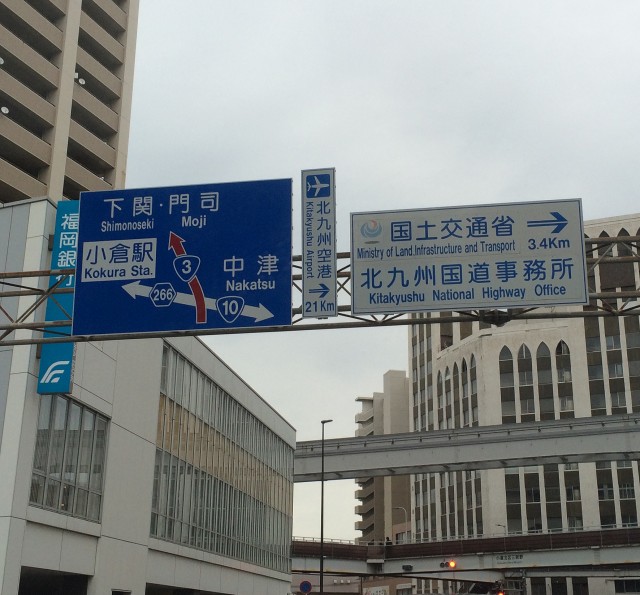 下関・門司
Shimonoseki Moji
小倉駅
Kokura Sta.
3
中津
Nakatsu
266
10
北九州空港
Kitakyushu Airport
21Km
国土交通省
Ministry of Land.Infrastructure and Transport
3.4Km
北九州国道事務所
Kitakyushu National Highway Office
福岡銀